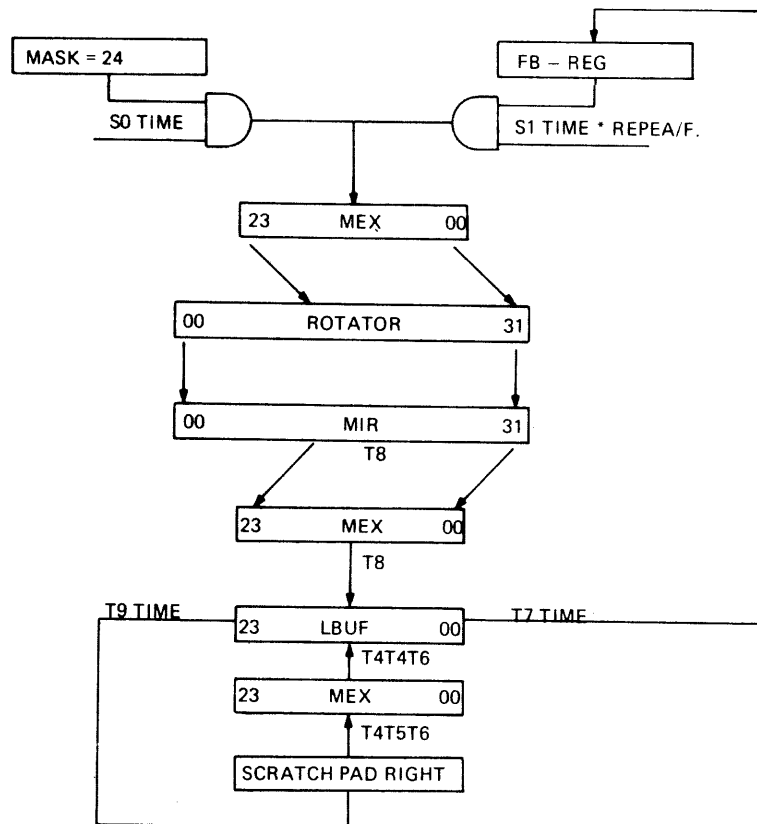 MASK = 24
FB – REG
S0 TIME
S1 TIME * REPEA/F.
23 MEX 00
00 ROTATOR 31
00 MIR 31
T8
23 MEX 00
T8
T9 TIME
T7 TIME
23 LBUF 00
T4T4T6
23 MEX 00
T4T5T6
SCRATCH PAD RIGHT